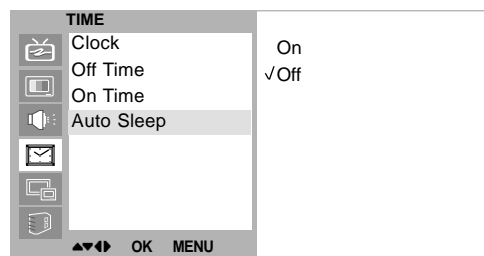 TIME
Clock
Off Time
On Time
Auto Sleep
On
√Off
▲▼◀▶ OK MENU